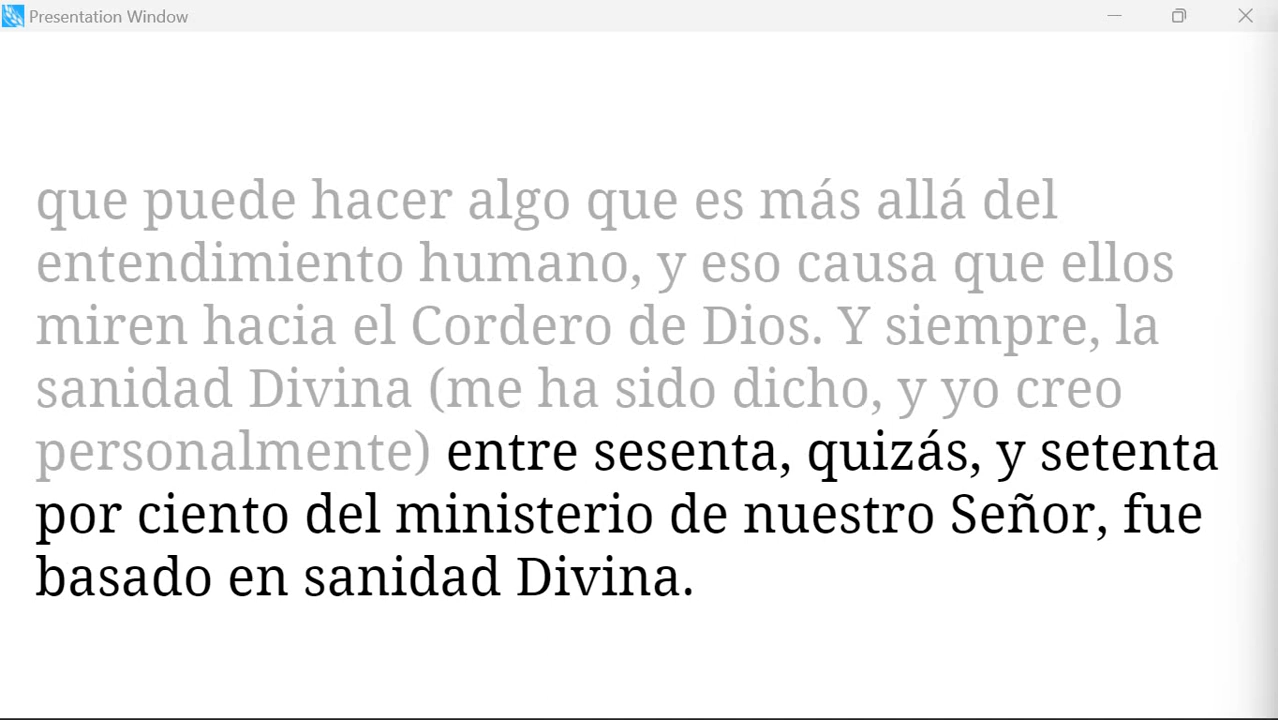 Presentation Window
que puede hacer algo que es más allá del
entendimiento humano, y eso causa que ellos
miren hacia el Cordero de Dios. Y siempre, la
sanidad Divina (me ha sido dicho, y yo creo
personalmente) entre sesenta, quizás, y setenta
por ciento del ministerio de nuestro Señor, fue
basado en sanidad Divina.